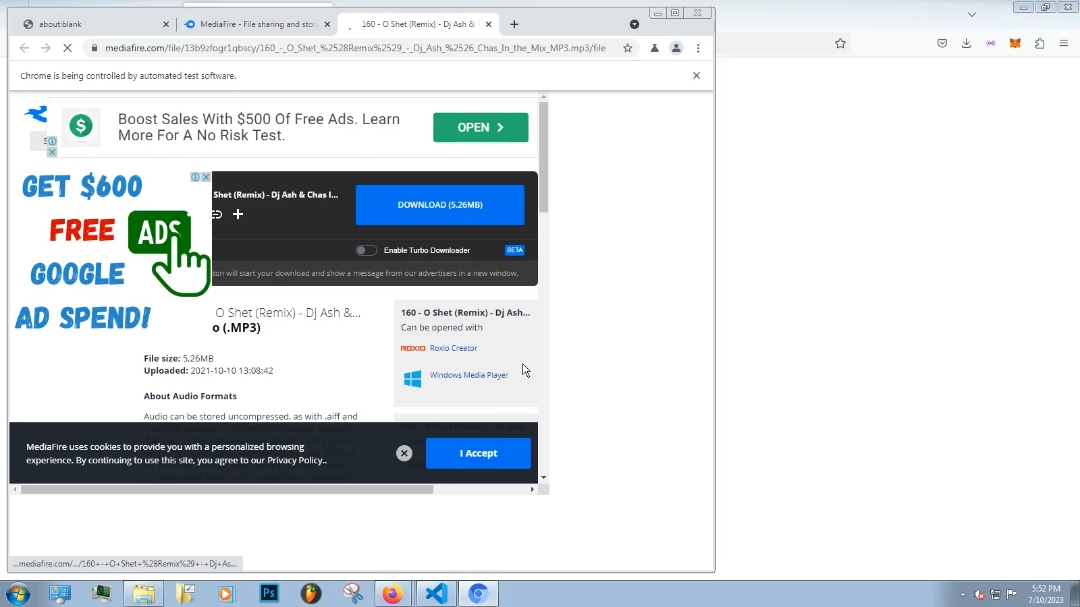 about:blank
MediaFire - File sharing and stor
160 - O Shet (Remix) - Dj Ash &
mediafire.com/file/13b9zfogr1qbscy/160_-_O_Shet_%2528Remix%2529_-_Dj_Ash_%2526_Chas_In_the_Mix_MP3.mp3/file
Chrome is being controlled by automated test software.
Boost Sales With $500 Of Free Ads. Learn
More For A No Risk Test.
OPEN
GET $600
FREE
ADS
GOOGLE
AD SPEND!
Shet (Remix) - Dj Ash & Chas I...
DOWNLOAD (5.26MB)
Enable Turbo Downloader
BETA
ton will start your download and show a message from our advertisers in a new window.
O Shet (Remix) - Dj Ash &...
o (.MP3)
File size: 5.26MB
Uploaded: 2021-10-10 13:08:42
About Audio Formats
Audio can be stored uncompressed, as with .aiff and
160 - O Shet (Remix) - Dj Ash...
Can be opened with
ROXIO Roxio Creator
Windows Media Player
MediaFire uses cookies to provide you with a personalized browsing
experience. By continuing to use this site, you agree to our Privacy Policy..
I Accept
...mediafire.com/.../160+-+O+Shet+%28Remix%29+-+Dj+As...
Ps
5:52 PM
7/10/2023